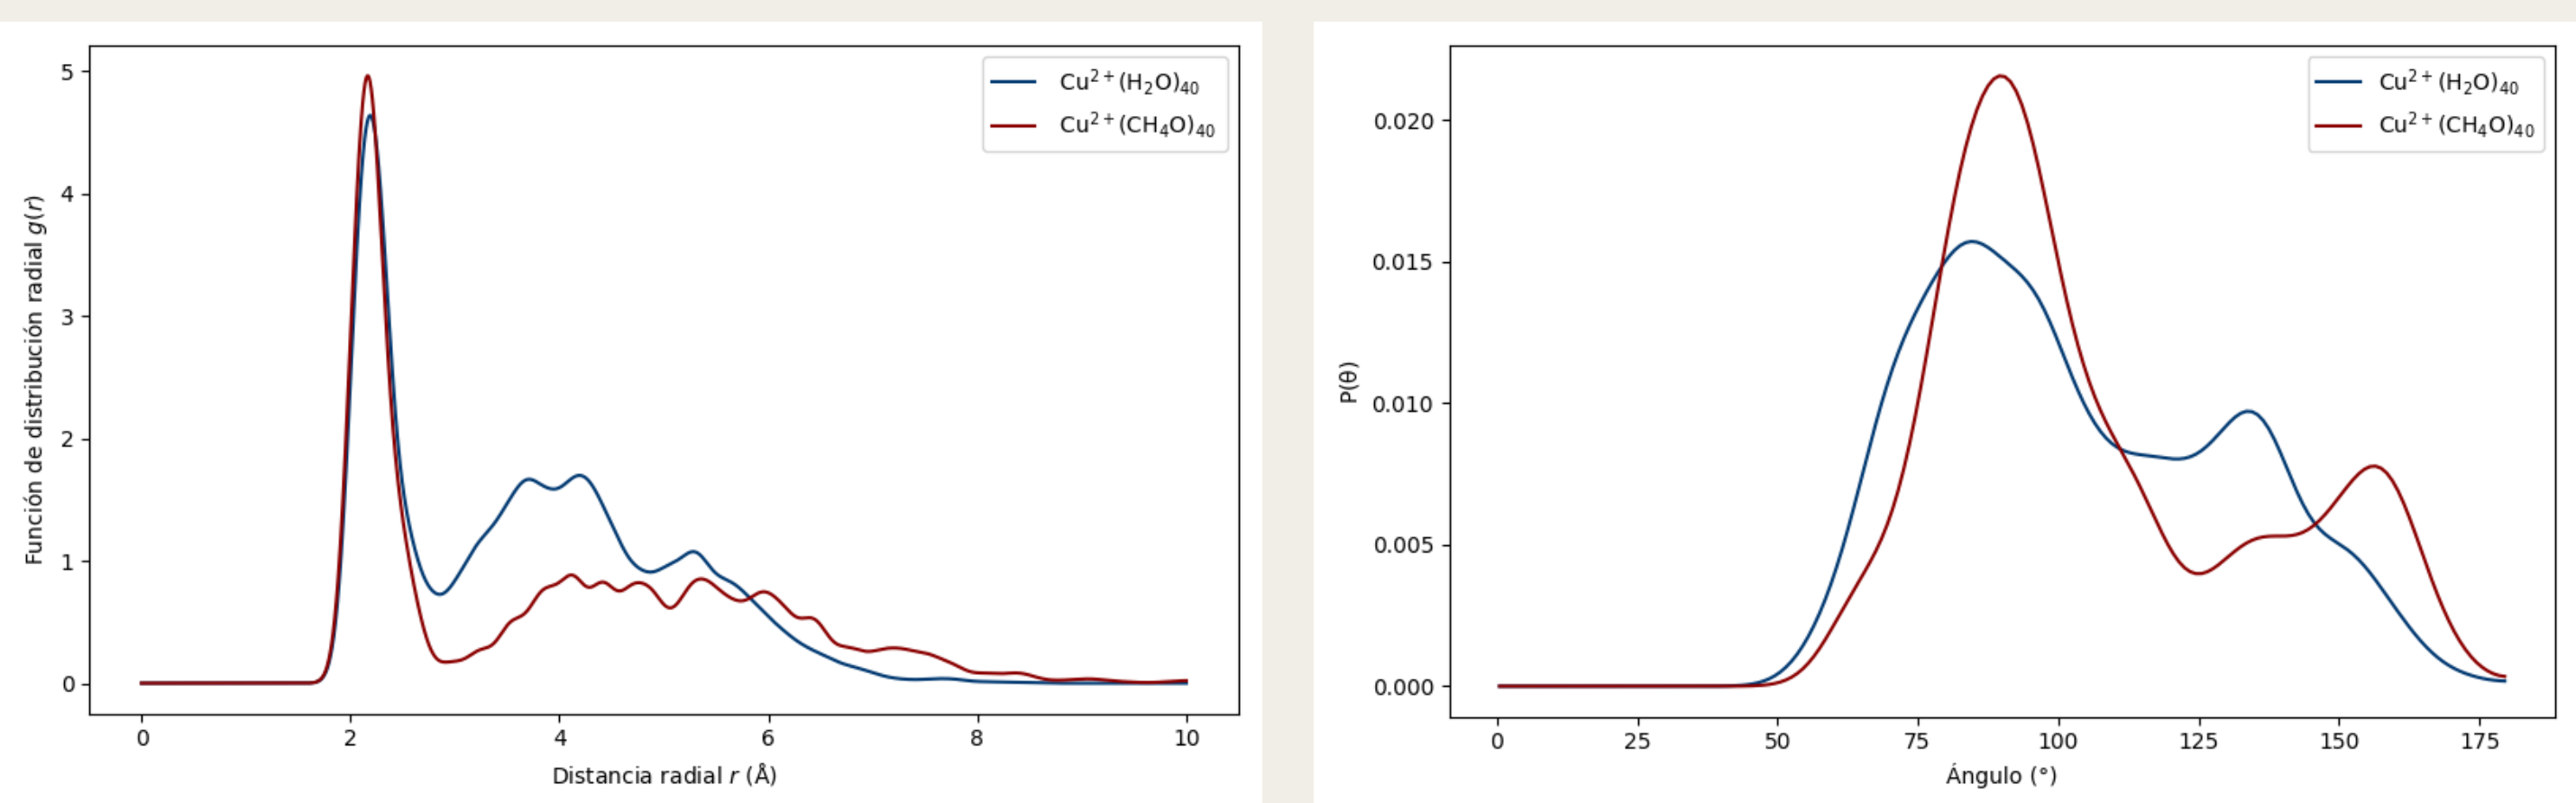 Función de distribución radial g(r)
5
4
3
2
1
0
0 2 4 6 8 10
Distancia radial r (Å)
Cu²⁺(H₂O)₄₀
Cu²⁺(CH₄O)₄₀
P(θ)
0.020
0.015
0.010
0.005
0.000
0 25 50 75 100 125 150 175
Ángulo (°)
Cu²⁺(H₂O)₄₀
Cu²⁺(CH₄O)₄₀